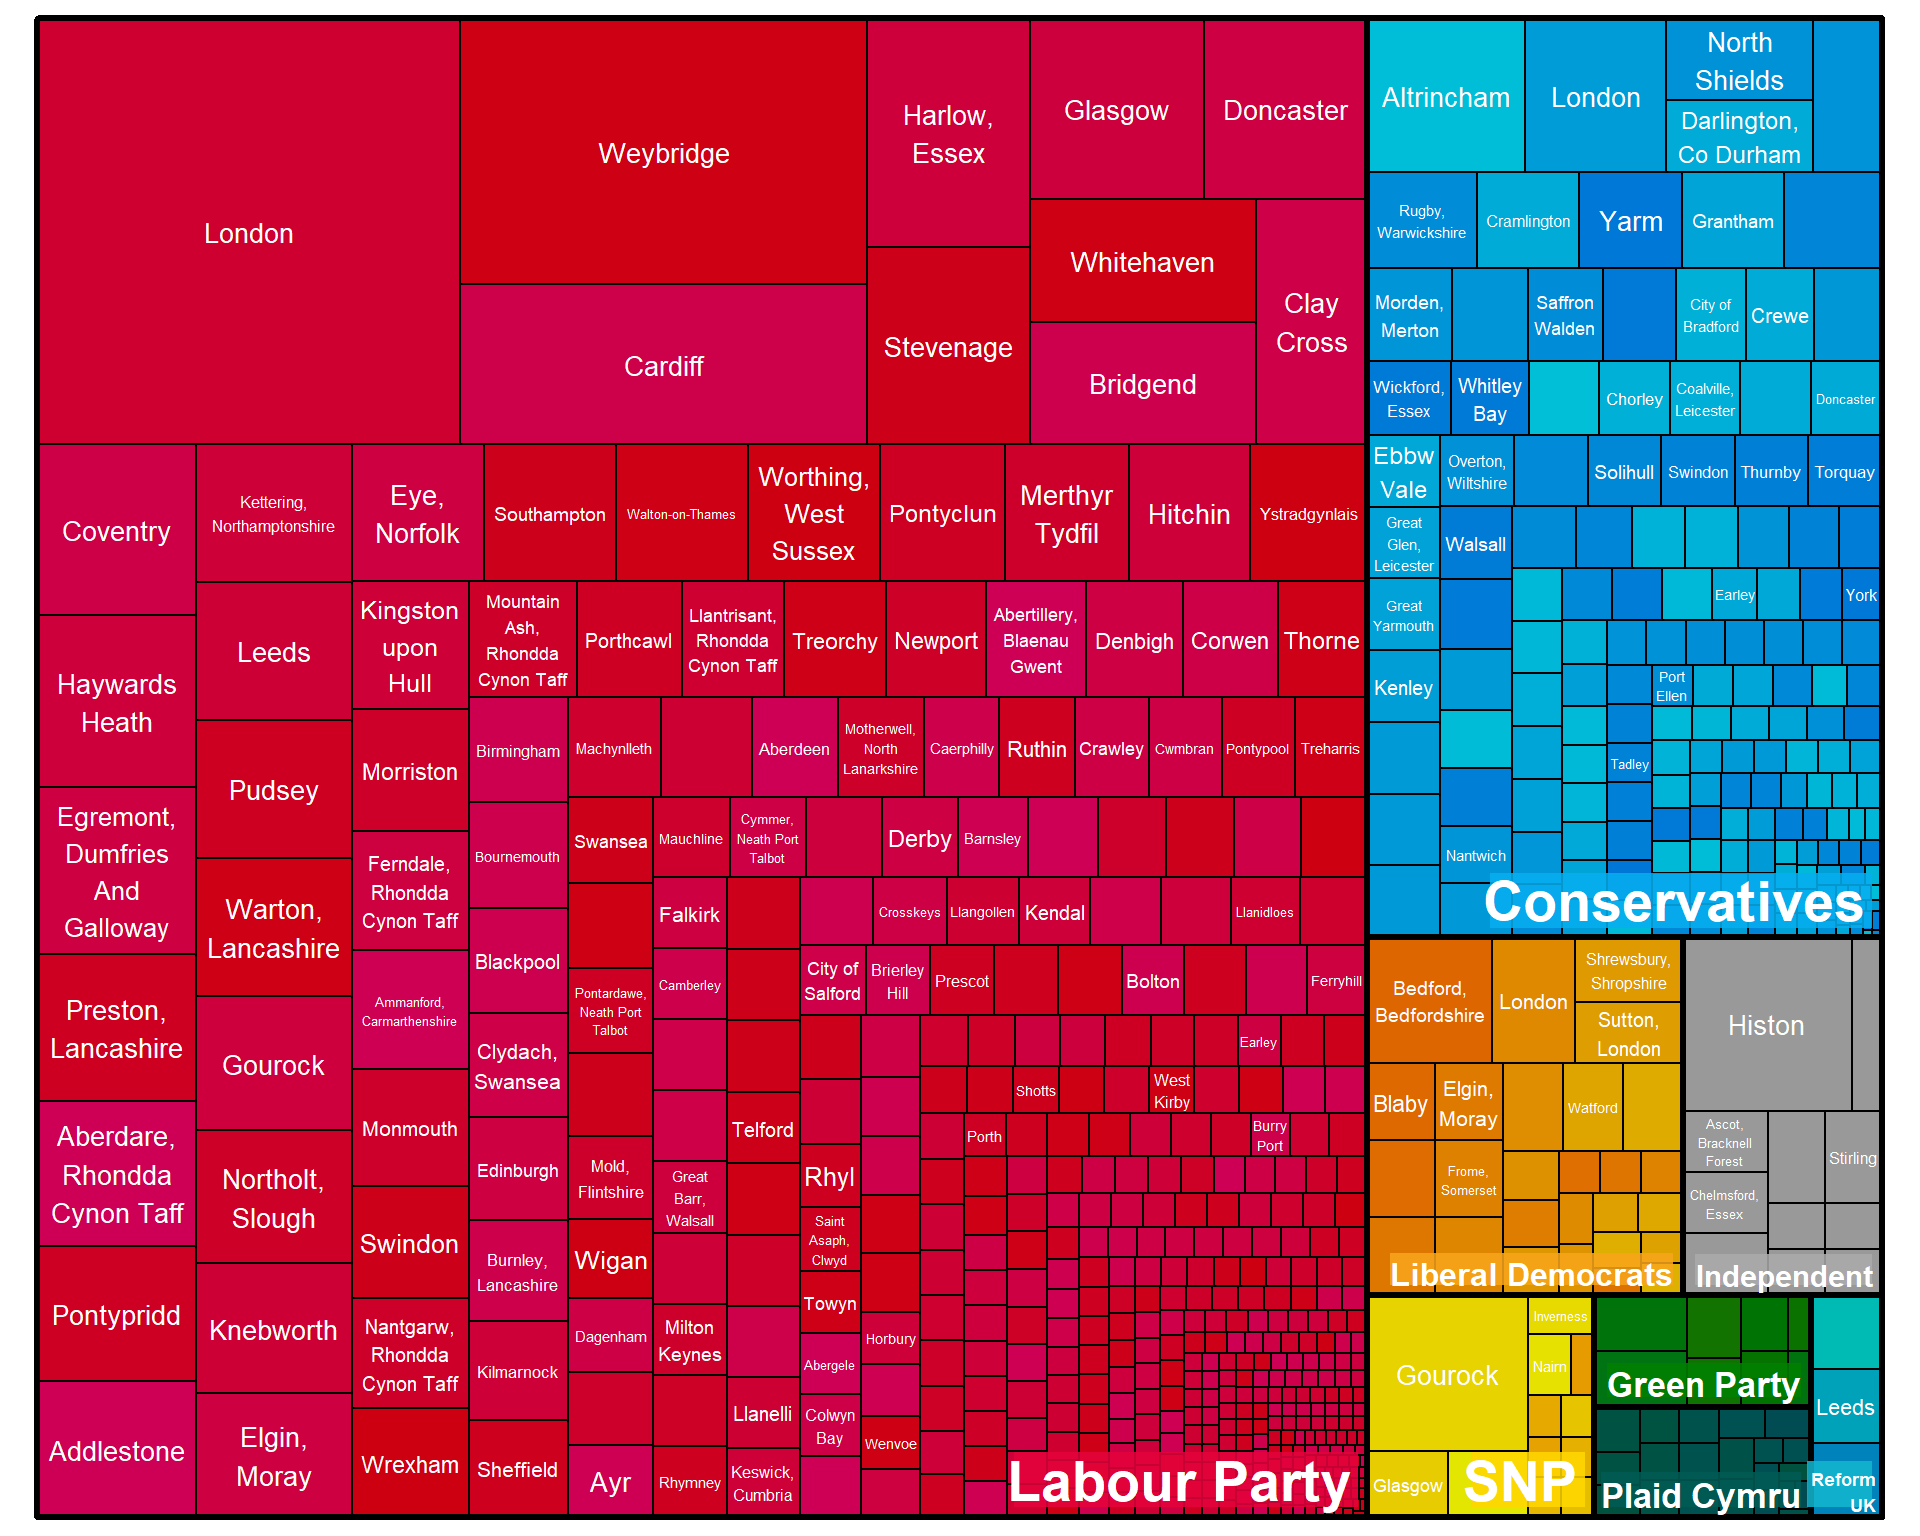 London
Weybridge
Cardiff
Harlow,
Essex
Stevenage
Glasgow
Doncaster
Whitehaven
Bridgend
Clay
Cross
Coventry
Haywards
Heath
Egremont,
Dumfries
And
Galloway
Preston,
Lancashire
Aberdare,
Rhondda
Cynon Taff
Pontypridd
Addlestone
Kettering,
Northamptonshire
Leeds
Pudsey
Warton,
Lancashire
Gourock
Northolt,
Slough
Knebworth
Elgin,
Moray
Eye,
Norfolk
Southampton
Walton-on-Thames
Worthing,
West
Sussex
Pontyclun
Merthyr
Tydfil
Hitchin
Ystradgynlais
Kingston
upon
Hull
Morriston
Ferndale,
Rhondda
Cynon Taff
Ammanford,
Carmarthenshire
Monmouth
Swindon
Nantgarw,
Rhondda
Cynon Taff
Wrexham
Mountain
Ash,
Rhondda
Cynon Taff
Porthcawl
Llantrisant,
Rhondda
Cynon Taff
Treorchy
Newport
Abertillery,
Blaenau
Gwent
Denbigh
Corwen
Thorne
Birmingham
Bournemouth
Blackpool
Clydach,
Swansea
Edinburgh
Burnley,
Lancashire
Kilmarnock
Sheffield
Machynlleth
Aberdeen
Motherwell,
North
Lanarkshire
Caerphilly
Ruthin
Crawley
Cwmbran
Pontypool
Treharris
Swansea
Pontardawe,
Neath Port
Talbot
Mold,
Flintshire
Wigan
Dagenham
Ayr
Mauchline
Cymmer,
Neath Port
Talbot
Derby
Barnsley
Falkirk
Camberley
Great
Barr,
Walsall
Milton
Keynes
Rhymney
Telford
Llanelli
Keswick,
Cumbria
Crosskeys
Llangollen
Kendal
Llanidloes
City of
Salford
Brierley
Hill
Prescot
Bolton
Ferryhill
Rhyl
Saint
Asaph,
Clwyd
Towyn
Abergele
Colwyn
Bay
Horbury
Wenvoe
Earley
Shotts
West
Kirby
Porth
Burry
Port
Labour Party
Altrincham
London
North
Shields
Darlington,
Co Durham
Rugby,
Warwickshire
Cramlington
Yarm
Grantham
Morden,
Merton
Saffron
Walden
City of
Bradford
Crewe
Wickford,
Essex
Whitley
Bay
Chorley
Coalville,
Leicester
Doncaster
Ebbw
Vale
Overton,
Wiltshire
Solihull
Swindon
Thurnby
Torquay
Great
Glen,
Leicester
Walsall
Great
Yarmouth
Earley
York
Kenley
Port
Ellen
Tadley
Nantwich
Conservatives
Bedford,
Bedfordshire
London
Shrewsbury,
Shropshire
Sutton,
London
Blaby
Elgin,
Moray
Watford
Frome,
Somerset
Liberal Democrats
Histon
Ascot,
Bracknell
Forest
Stirling
Chelmsford,
Essex
Independent
Gourock
Inverness
Nairn
Glasgow
SNP
Green Party
Plaid Cymru
Leeds
Reform
UK